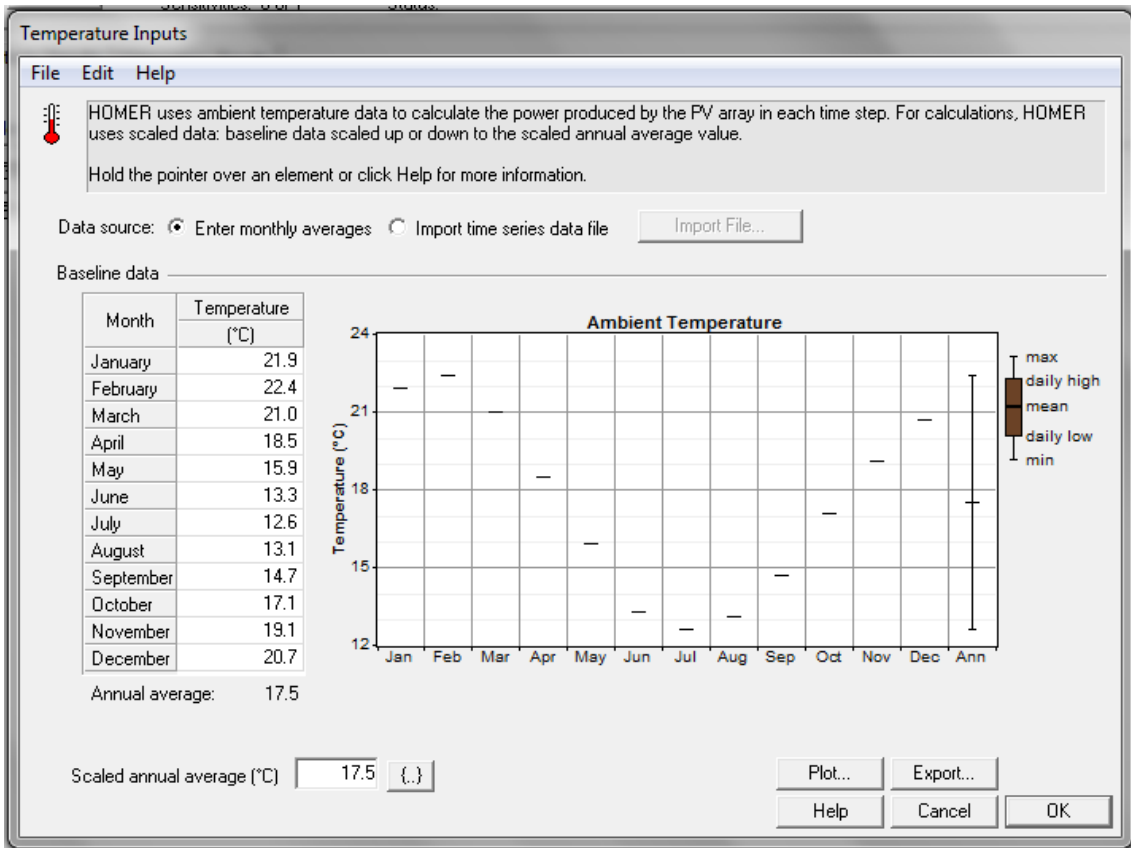 Sensitivities: 0 of 1 Status:
Temperature Inputs
File Edit Help
HOMER uses ambient temperature data to calculate the power produced by the PV array in each time step. For calculations, HOMER
uses scaled data: baseline data scaled up or down to the scaled annual average value.
Hold the pointer over an element or click Help for more information.
Data source: Enter monthly averages Import time series data file Import File...
Baseline data
Month Temperature
(°C)
January 21.9
February 22.4
March 21.0
April 18.5
May 15.9
June 13.3
July 12.6
August 13.1
September 14.7
October 17.1
November 19.1
December 20.7
Annual average: 17.5
Ambient Temperature
Temperature (°C)
24
21
18
15
12
Jan Feb Mar Apr May Jun Jul Aug Sep Oct Nov Dec Ann
max
daily high
mean
daily low
min
Scaled annual average (°C) 17.5 {..}
Plot... Export...
Help Cancel OK